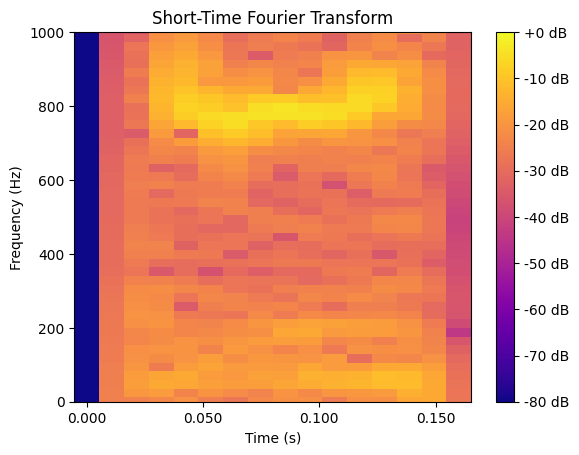 Short-Time Fourier Transform
Frequency (Hz)
1000
800
600
400
200
0
0.000
0.050
0.100
0.150
Time (s)
+0 dB
-10 dB
-20 dB
-30 dB
-40 dB
-50 dB
-60 dB
-70 dB
-80 dB